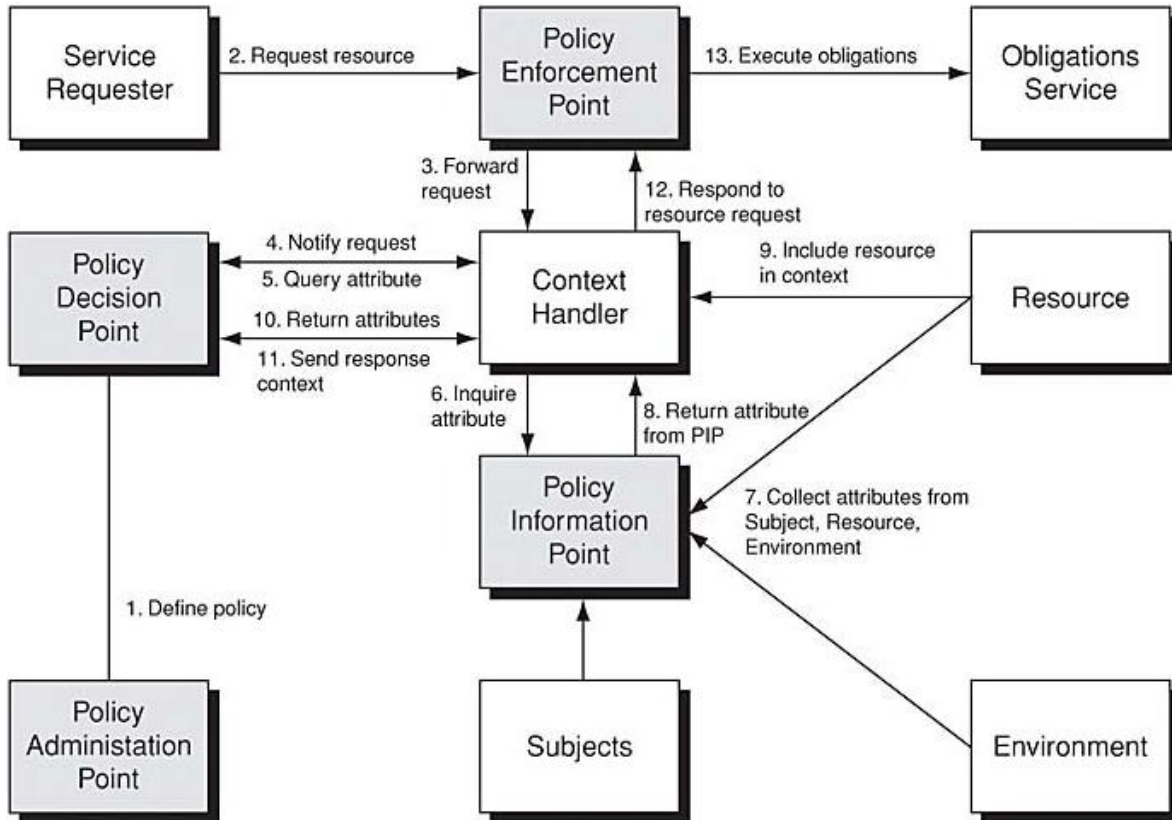 Service
Requester
2. Request resource
Policy
Enforcement
Point
13. Execute obligations
Obligations
Service
3. Forward
request
12. Respond to
resource request
Policy
Decision
Point
4. Notify request
5. Query attribute
10. Return attributes
11. Send response
context
Context
Handler
9. Include resource
in context
Resource
6. Inquire
attribute
8. Return attribute
from PIP
Policy
Information
Point
7. Collect attributes from
Subject, Resource,
Environment
1. Define policy
Policy
Administation
Point
Subjects
Environment